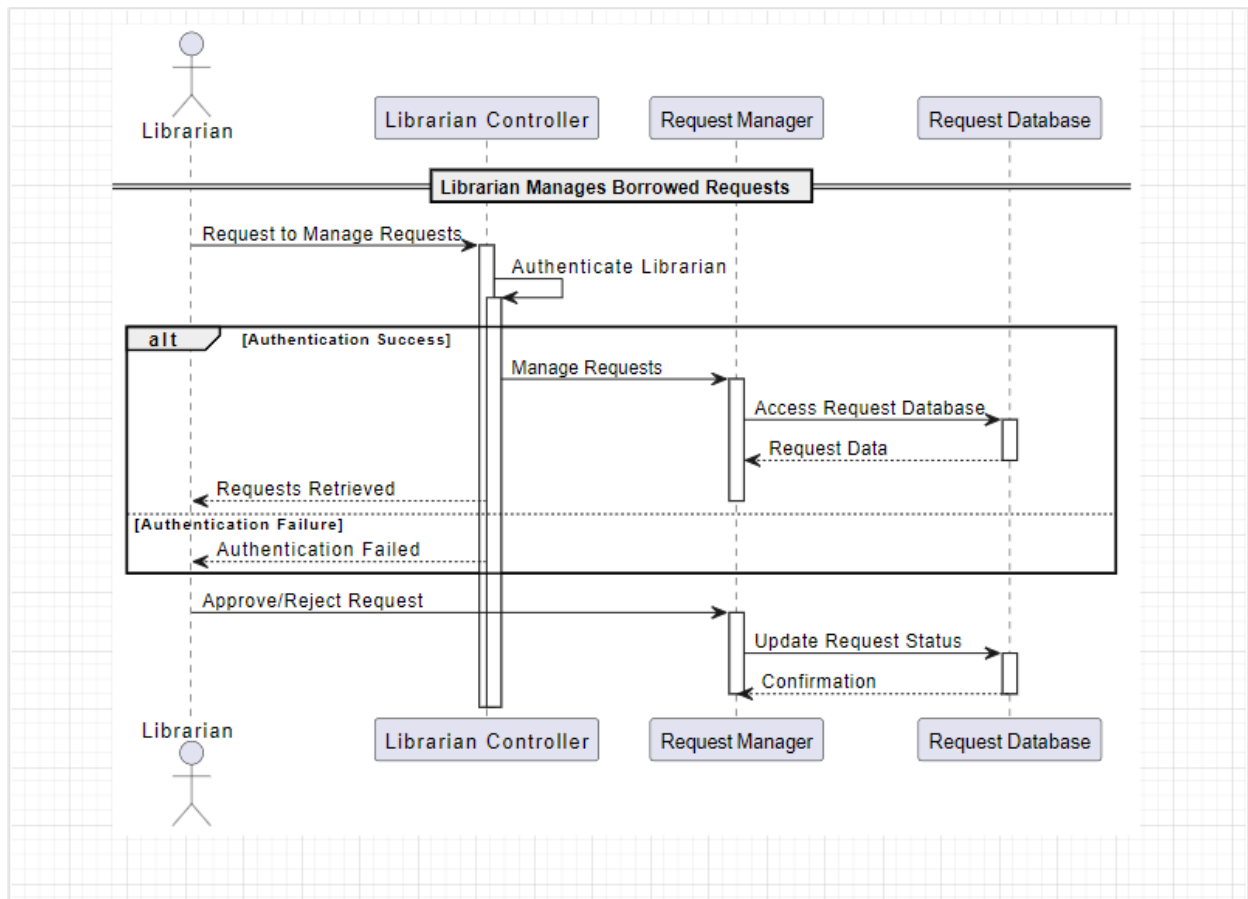 Librarian
Librarian Controller
Request Manager
Request Database
Librarian Manages Borrowed Requests
Request to Manage Requests
Authenticate Librarian
alt
[Authentication Success]
Manage Requests
Access Request Database
Request Data
Requests Retrieved
[Authentication Failure]
Authentication Failed
Approve/Reject Request
Update Request Status
Confirmation
Librarian
Librarian Controller
Request Manager
Request Database